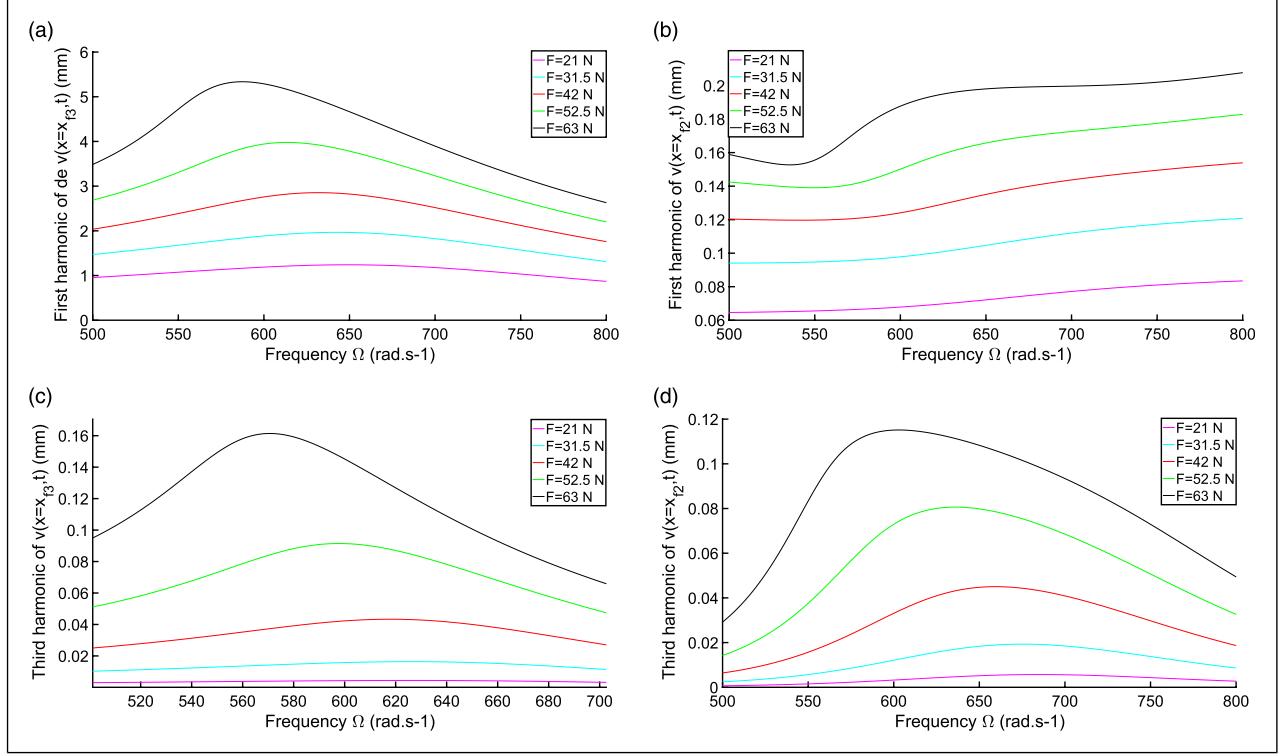 (a)
First harmonic of de v(x=x_f3,t) (mm)
6
5
4
3
2
1
0
500 550 600 650 700 750 800
Frequency Ω (rad.s-1)
F=21 N
F=31.5 N
F=42 N
F=52.5 N
F=63 N
(b)
First harmonic of v(x=x_f2,t) (mm)
0.2
0.18
0.16
0.14
0.12
0.1
0.08
0.06
500 550 600 650 700 750 800
Frequency Ω (rad.s-1)
F=21 N
F=31.5 N
F=42 N
F=52.5 N
F=63 N
(c)
Third harmonic of v(x=x_f3,t) (mm)
0.16
0.14
0.12
0.1
0.08
0.06
0.04
0.02
520 540 560 580 600 620 640 660 680 700
Frequency Ω (rad.s-1)
F=21 N
F=31.5 N
F=42 N
F=52.5 N
F=63 N
(d)
Third harmonic of v(x=x_f2,t) (mm)
0.12
0.1
0.08
0.06
0.04
0.02
0
500 550 600 650 700 750 800
Frequency Ω (rad.s-1)
F=21 N
F=31.5 N
F=42 N
F=52.5 N
F=63 N